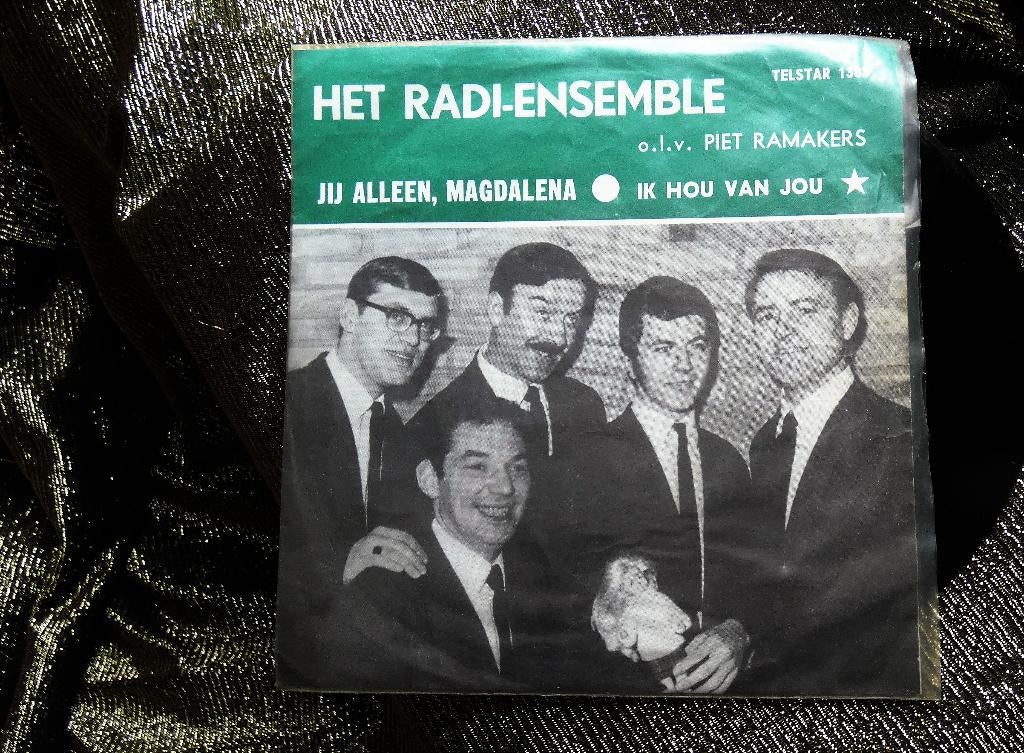 HET RADI-ENSEMBLE
TELSTAR
o.l.v. PIET RAMAKERS
JIJ ALLEEN, MAGDALENA ● IK HOU VAN JOU ★